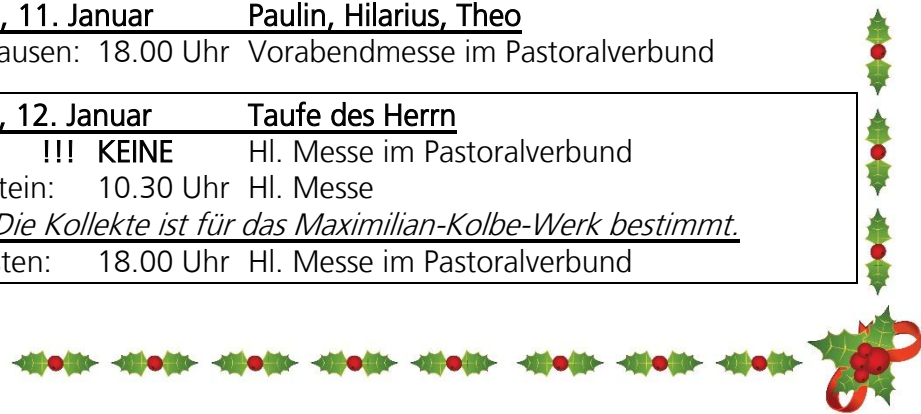 , 11. Januar Paulin, Hilarius, Theo
ausen: 18.00 Uhr Vorabendmesse im Pastoralverbund
, 12. Januar Taufe des Herrn
!!! KEINE Hl. Messe im Pastoralverbund
tein: 10.30 Uhr Hl. Messe
Die Kollekte ist für das Maximilian-Kolbe-Werk bestimmt.
ten: 18.00 Uhr Hl. Messe im Pastoralverbund